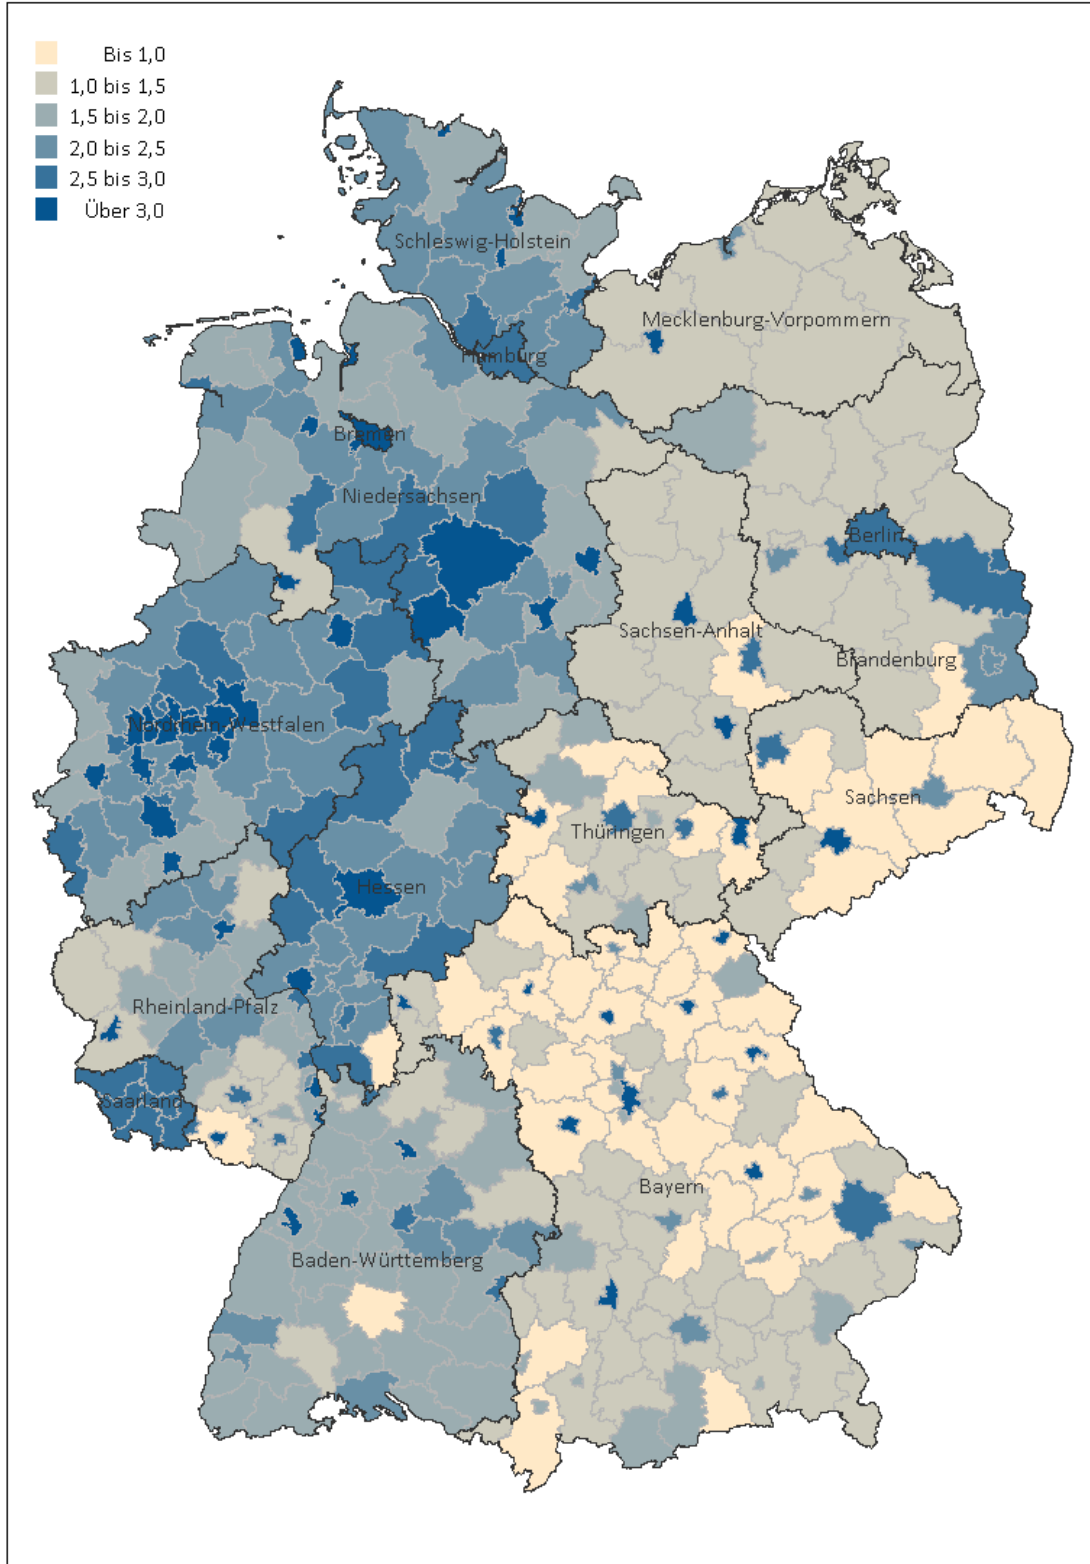 Bis 1,0
1,0 bis 1,5
1,5 bis 2,0
2,0 bis 2,5
2,5 bis 3,0
Über 3,0
Schleswig-Holstein
Mecklenburg-Vorpommern
Hamburg
Bremen
Niedersachsen
Berlin
Sachsen-Anhalt
Brandenburg
Nordrhein-Westfalen
Sachsen
Thüringen
Hessen
Rheinland-Pfalz
Saarland
Bayern
Baden-Württemberg